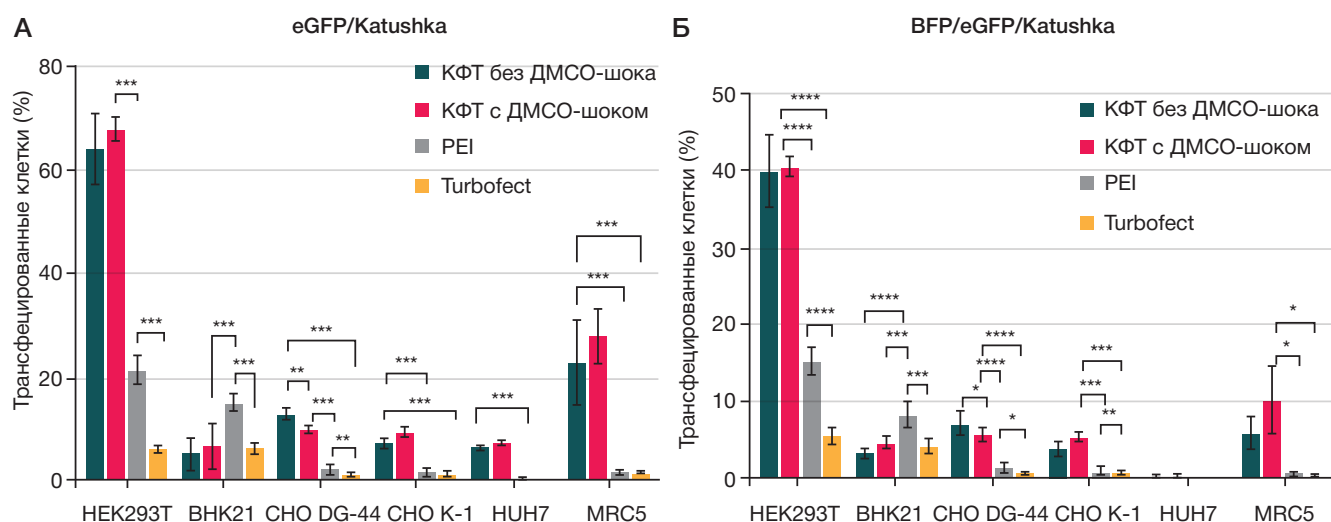 А
eGFP/Katushka
Трансфецированные клетки (%)
80
60
40
20
0
КФТ без ДМСО-шока
КФТ с ДМСО-шоком
PEI
Turbofect
***
***
***
***
**
***
***
**
***
***
***
***
***
HEK293T BHK21 CHO DG-44 CHO K-1 HUH7 MRC5
Б
BFP/eGFP/Katushka
Трансфецированные клетки (%)
50
40
30
20
10
0
КФТ без ДМСО-шока
КФТ с ДМСО-шоком
PEI
Turbofect
****
****
****
****
***
***
*
****
****
*
***
***
**
*
*
HEK293T BHK21 CHO DG-44 CHO K-1 HUH7 MRC5